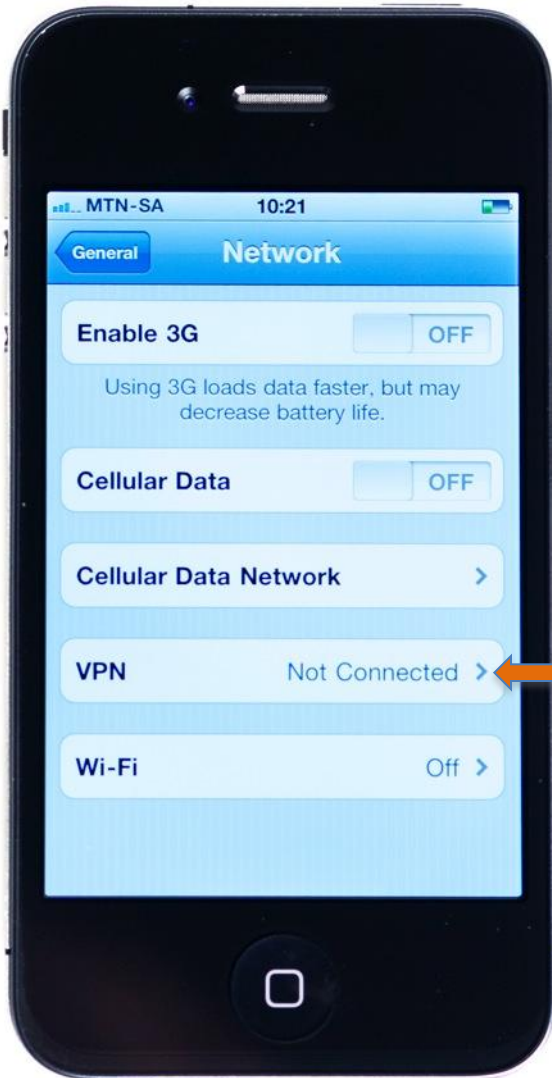 MTN-SA 10:21
General Network
Enable 3G OFF
Using 3G loads data faster, but may
decrease battery life.
Cellular Data OFF
Cellular Data Network
VPN Not Connected
Wi-Fi Off